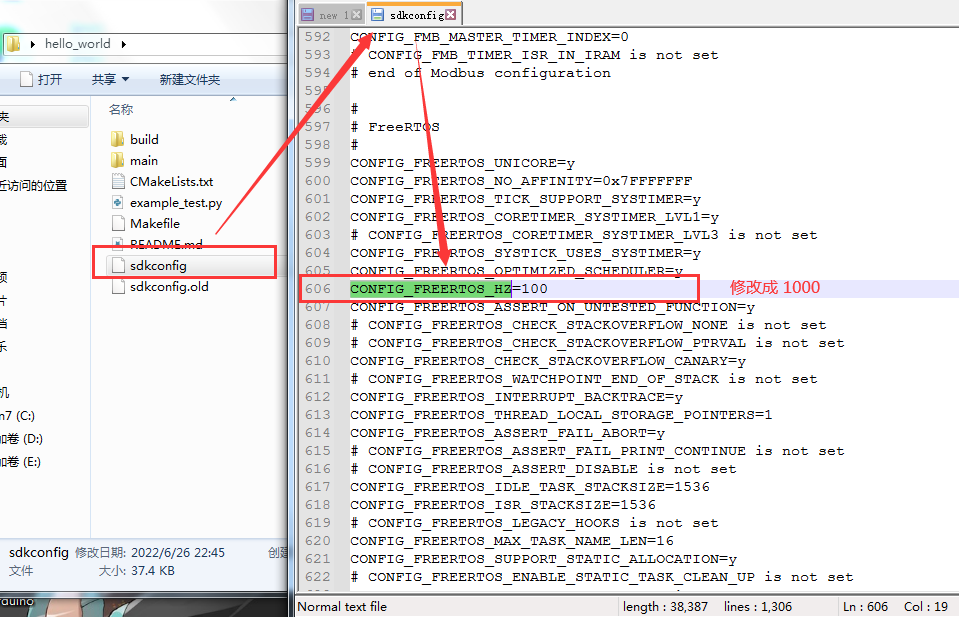 hello_world
打开
共享
新建文件夹
名称
夹
载
面
近访问的位置
频
片
档
乐
机
n7 (C:)
加卷 (D:)
加卷 (E:)
build
main
CMakeLists.txt
example_test.py
Makefile
README.md
sdkconfig
sdkconfig.old
sdkconfig 修改日期: 2022/6/26 22:45 创建
文件 大小: 37.4 KB
rduino
new 1
sdkconfig
592 CONFIG_FMB_MASTER_TIMER_INDEX=0
593 # CONFIG_FMB_TIMER_ISR_IN_IRAM is not set
594 # end of Modbus configuration
595
596 #
597 # FreeRTOS
598 #
599 CONFIG_FREERTOS_UNICORE=y
600 CONFIG_FREERTOS_NO_AFFINITY=0x7FFFFFFF
601 CONFIG_FREERTOS_TICK_SUPPORT_SYSTIMER=y
602 CONFIG_FREERTOS_CORETIMER_SYSTIMER_LVL1=y
603 # CONFIG_FREERTOS_CORETIMER_SYSTIMER_LVL3 is not set
604 CONFIG_FREERTOS_SYSTICK_USES_SYSTIMER=y
605 CONFIG_FREERTOS_OPTIMIZED_SCHEDULER=y
606 CONFIG_FREERTOS_HZ=100
修改成 1000
607 CONFIG_FREERTOS_ASSERT_ON_UNTESTED_FUNCTION=y
608 # CONFIG_FREERTOS_CHECK_STACKOVERFLOW_NONE is not set
609 # CONFIG_FREERTOS_CHECK_STACKOVERFLOW_PTRVAL is not set
610 CONFIG_FREERTOS_CHECK_STACKOVERFLOW_CANARY=y
611 # CONFIG_FREERTOS_WATCHPOINT_END_OF_STACK is not set
612 CONFIG_FREERTOS_INTERRUPT_BACKTRACE=y
613 CONFIG_FREERTOS_THREAD_LOCAL_STORAGE_POINTERS=1
614 CONFIG_FREERTOS_ASSERT_FAIL_ABORT=y
615 # CONFIG_FREERTOS_ASSERT_FAIL_PRINT_CONTINUE is not set
616 # CONFIG_FREERTOS_ASSERT_DISABLE is not set
617 CONFIG_FREERTOS_IDLE_TASK_STACKSIZE=1536
618 CONFIG_FREERTOS_ISR_STACKSIZE=1536
619 # CONFIG_FREERTOS_LEGACY_HOOKS is not set
620 CONFIG_FREERTOS_MAX_TASK_NAME_LEN=16
621 CONFIG_FREERTOS_SUPPORT_STATIC_ALLOCATION=y
622 # CONFIG_FREERTOS_ENABLE_STATIC_TASK_CLEAN_UP is not set
Normal text file length : 38,387 lines : 1,306 Ln : 606 Col : 19